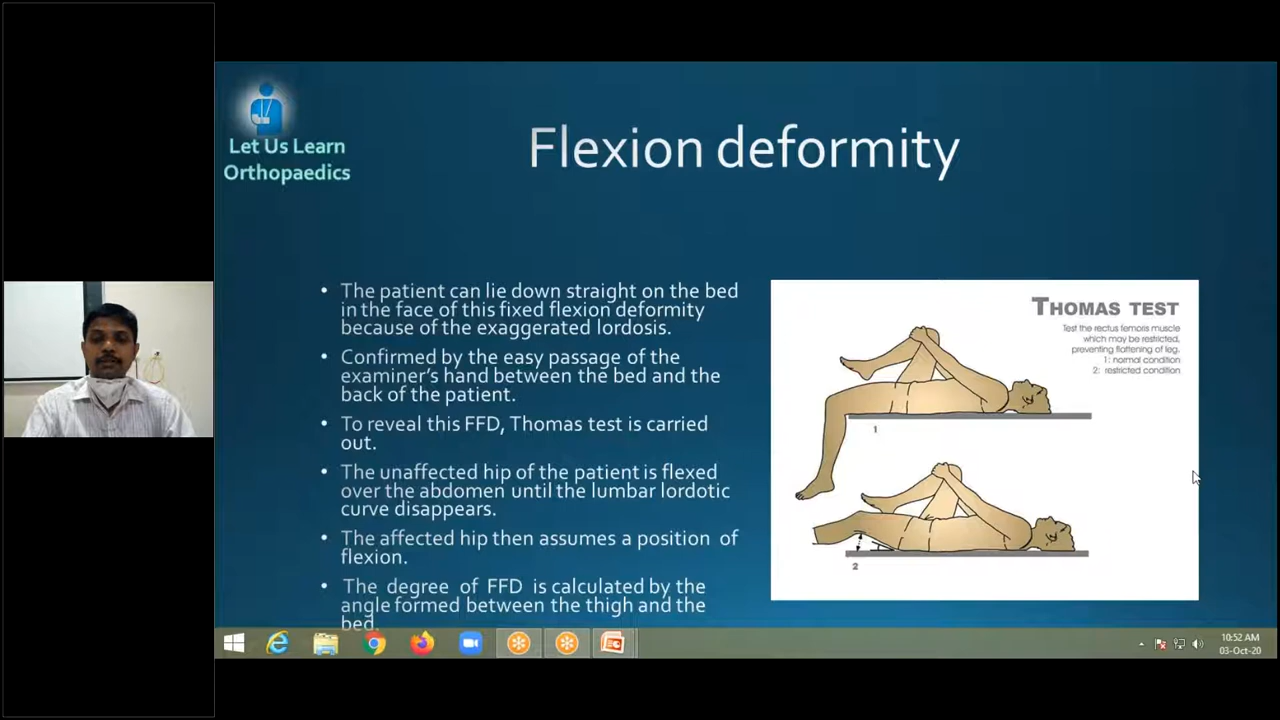 Let Us Learn
Orthopaedics
Flexion deformity
• The patient can lie down straight on the bed
in the face of this fixed flexion deformity
because of the exaggerated lordosis.
• Confirmed by the easy passage of the
examiner's hand between the bed and the
back of the patient.
• To reveal this FFD, Thomas test is carried
out.
• The unaffected hip of the patient is flexed
over the abdomen until the lumbar lordotic
curve disappears.
• The affected hip then assumes a position of
flexion.
• The degree of FFD is calculated by the
angle formed between the thigh and the
bed.
THOMAS TEST
Test the rectus femoris muscle
which may be restricted,
preventing flattening of leg.
1: normal condition
2: restricted condition
1
2
10:52 AM
03-Oct-20